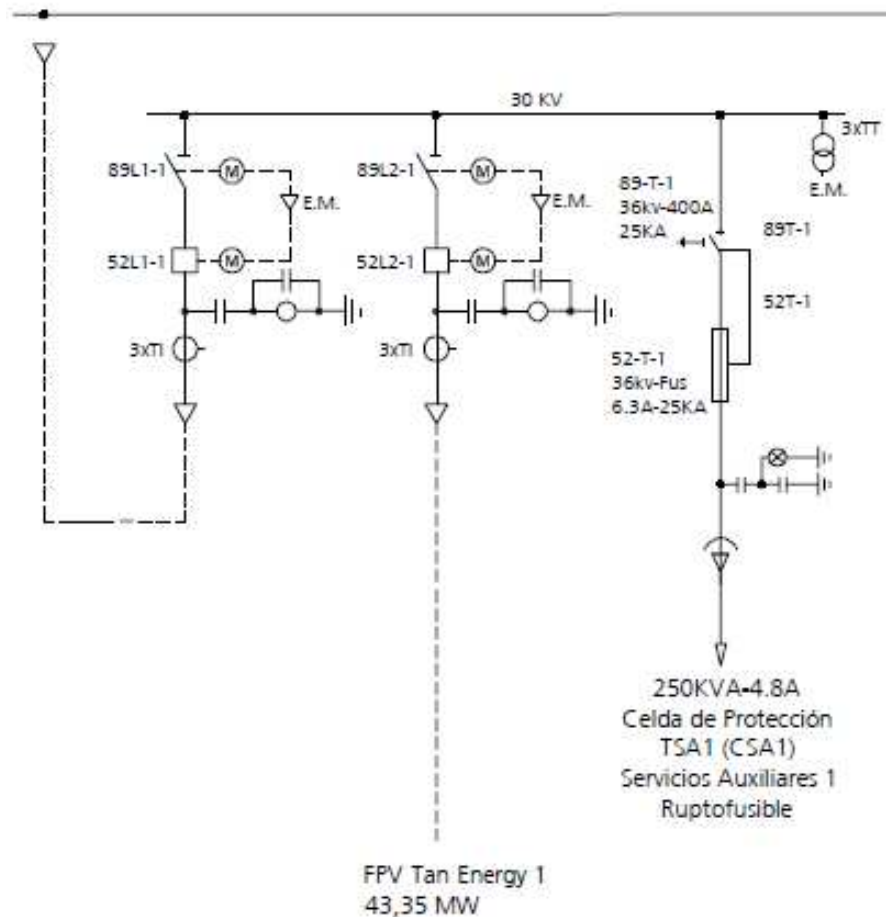 30 KV
3xTT
E.M.
89L1-1
M
E.M.
52L1-1
M
3xTI
89L2-1
M
E.M.
52L2-1
M
3xTI
89-T-1
36kv-400A
25KA
89T-1
52T-1
52-T-1
36kv-Fus
6.3A-25KA
250KVA-4.8A
Celda de Protección
TSA1 (CSA1)
Servicios Auxiliares 1
Ruptofusible
FPV Tan Energy 1
43,35 MW